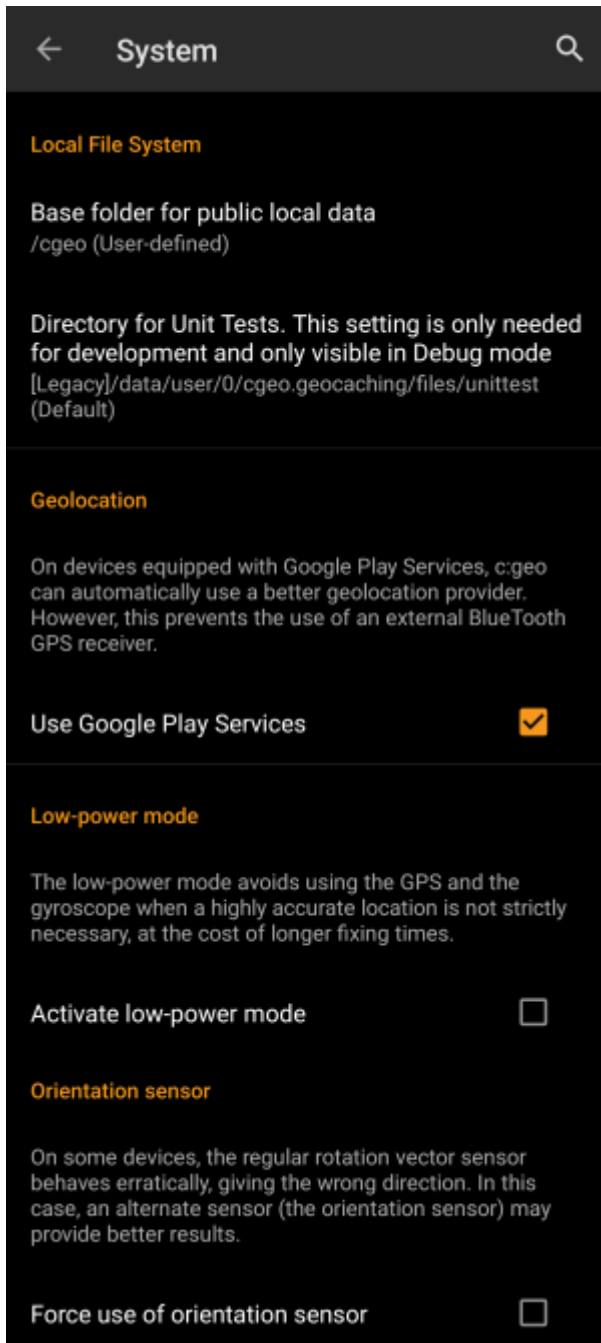 System
Local File System
Base folder for public local data
/cgeo (User-defined)
Directory for Unit Tests. This setting is only needed
for development and only visible in Debug mode
[Legacy]/data/user/0/cgeo.geocaching/files/unittest
(Default)
Geolocation
On devices equipped with Google Play Services, c:geo
can automatically use a better geolocation provider.
However, this prevents the use of an external BlueTooth
GPS receiver.
Use Google Play Services
Low-power mode
The low-power mode avoids using the GPS and the
gyroscope when a highly accurate location is not strictly
necessary, at the cost of longer fixing times.
Activate low-power mode
Orientation sensor
On some devices, the regular rotation vector sensor
behaves erratically, giving the wrong direction. In this
case, an alternate sensor (the orientation sensor) may
provide better results.
Force use of orientation sensor